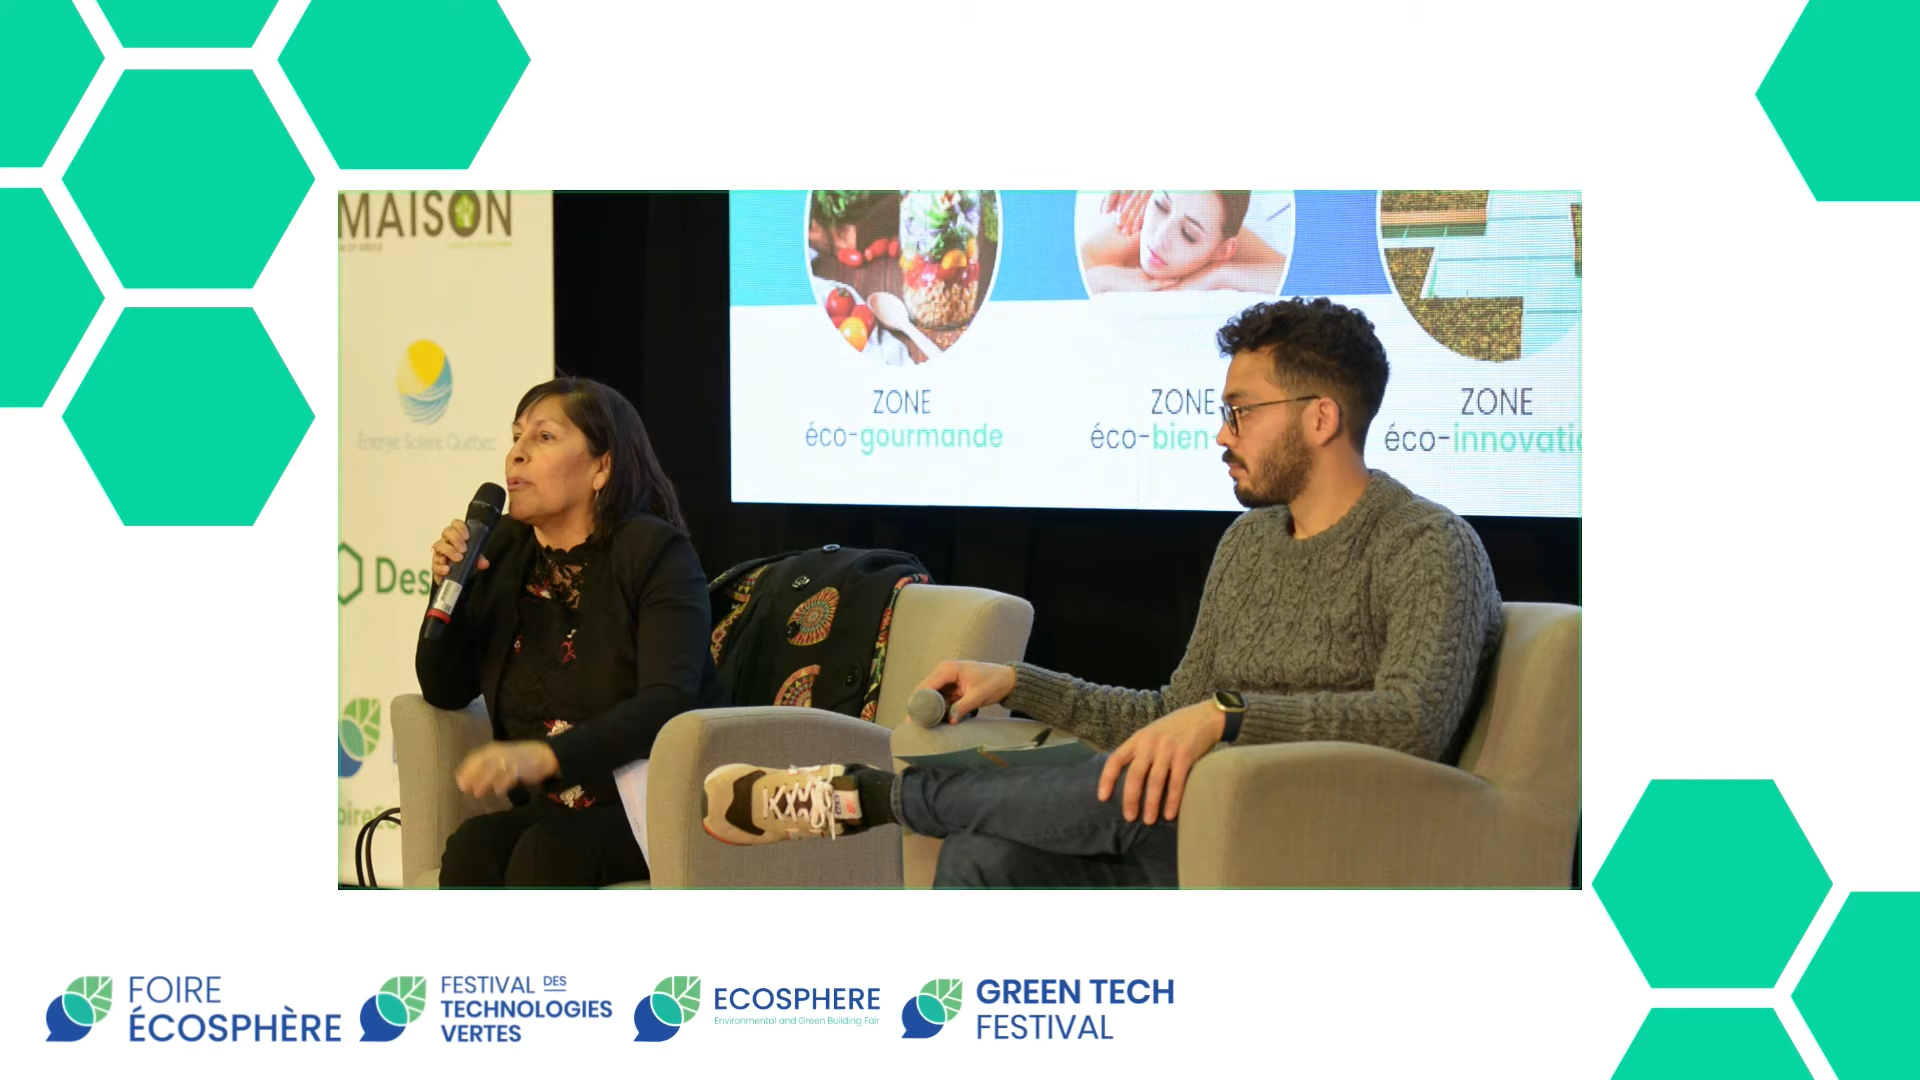 MAISON
Énergie Solaire Québec
Des
ZONE
éco-gourmande
ZONE
éco-bien-
ZONE
éco-innovati
FOIRE
ÉCOSPHÈRE
FESTIVAL DES
TECHNOLOGIES
VERTES
ECOSPHERE
Environmental and Green Building Fair
GREEN TECH
FESTIVAL